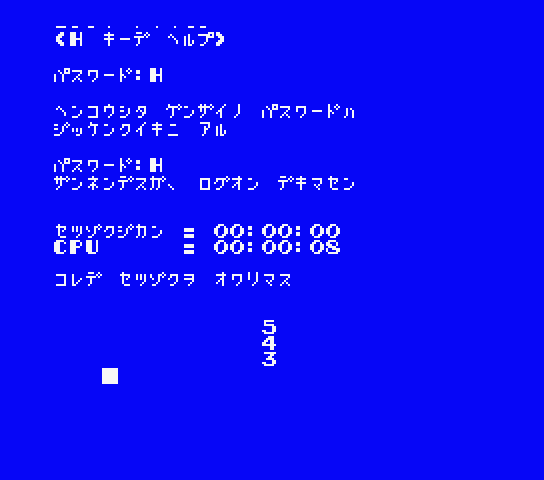 <H キーデ ヘルプ>
パスワード:H
ヘンコウシタ ゲンザイノ パスワードハ
ジッケンクイキニ アル
パスワード:H
ザンネンデスガ、 ログオン デキマセン
セツゾクジカン = 00:00:00
CPU = 00:00:08
コレデ セツゾクヲ オワリマス
5
4
3